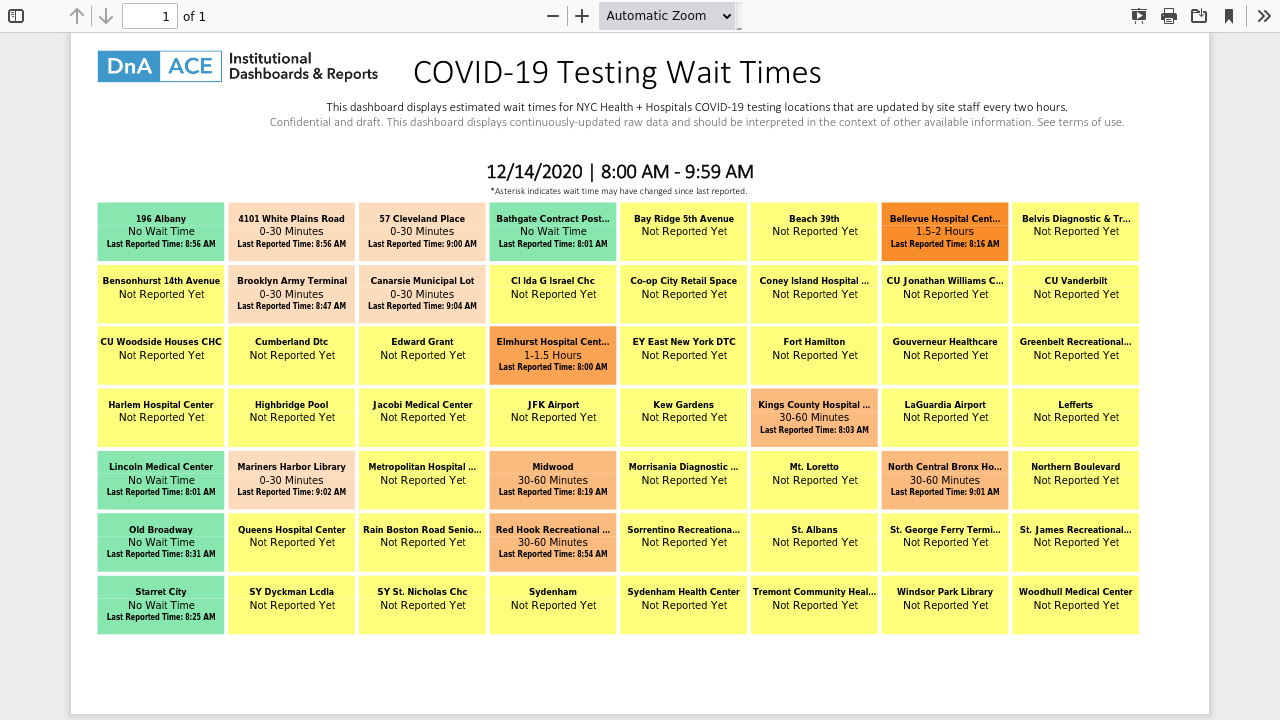 1 of 1 Automatic Zoom
DnA ACE Institutional
Dashboards & Reports
COVID-19 Testing Wait Times
This dashboard displays estimated wait times for NYC Health + Hospitals COVID-19 testing locations that are updated by site staff every two hours.
Confidential and draft. This dashboard displays continuously-updated raw data and should be interpreted in the context of other available information. See terms of use.
12/14/2020 | 8:00 AM - 9:59 AM
*Asterisk indicates wait time may have changed since last reported.
196 Albany
No Wait Time
Last Reported Time: 8:56 AM
4101 White Plains Road
0-30 Minutes
Last Reported Time: 8:56 AM
57 Cleveland Place
0-30 Minutes
Last Reported Time: 9:00 AM
Bathgate Contract Post...
No Wait Time
Last Reported Time: 8:01 AM
Bay Ridge 5th Avenue
Not Reported Yet
Beach 39th
Not Reported Yet
Bellevue Hospital Cent...
1.5-2 Hours
Last Reported Time: 8:16 AM
Belvis Diagnostic & Tr...
Not Reported Yet
Bensonhurst 14th Avenue
Not Reported Yet
Brooklyn Army Terminal
0-30 Minutes
Last Reported Time: 8:47 AM
Canarsie Municipal Lot
0-30 Minutes
Last Reported Time: 9:04 AM
Cl Ida G Israel Chc
Not Reported Yet
Co-op City Retail Space
Not Reported Yet
Coney Island Hospital ...
Not Reported Yet
CU Jonathan Williams C...
Not Reported Yet
CU Vanderbilt
Not Reported Yet
CU Woodside Houses CHC
Not Reported Yet
Cumberland Dtc
Not Reported Yet
Edward Grant
Not Reported Yet
Elmhurst Hospital Cent...
1-1.5 Hours
Last Reported Time: 8:00 AM
EY East New York DTC
Not Reported Yet
Fort Hamilton
Not Reported Yet
Gouverneur Healthcare
Not Reported Yet
Greenbelt Recreational...
Not Reported Yet
Harlem Hospital Center
Not Reported Yet
Highbridge Pool
Not Reported Yet
Jacobi Medical Center
Not Reported Yet
JFK Airport
Not Reported Yet
Kew Gardens
Not Reported Yet
Kings County Hospital ...
30-60 Minutes
Last Reported Time: 8:03 AM
LaGuardia Airport
Not Reported Yet
Lefferts
Not Reported Yet
Lincoln Medical Center
No Wait Time
Last Reported Time: 8:01 AM
Mariners Harbor Library
0-30 Minutes
Last Reported Time: 9:02 AM
Metropolitan Hospital ...
Not Reported Yet
Midwood
30-60 Minutes
Last Reported Time: 8:19 AM
Morrisania Diagnostic ...
Not Reported Yet
Mt. Loretto
Not Reported Yet
North Central Bronx Ho...
30-60 Minutes
Last Reported Time: 9:01 AM
Northern Boulevard
Not Reported Yet
Old Broadway
No Wait Time
Last Reported Time: 8:31 AM
Queens Hospital Center
Not Reported Yet
Rain Boston Road Senio...
Not Reported Yet
Red Hook Recreational ...
30-60 Minutes
Last Reported Time: 8:54 AM
Sorrentino Recreationa...
Not Reported Yet
St. Albans
Not Reported Yet
St. George Ferry Termi...
Not Reported Yet
St. James Recreational...
Not Reported Yet
Starret City
No Wait Time
Last Reported Time: 8:25 AM
SY Dyckman Lcdla
Not Reported Yet
SY St. Nicholas Chc
Not Reported Yet
Sydenham
Not Reported Yet
Sydenham Health Center
Not Reported Yet
Tremont Community Heal...
Not Reported Yet
Windsor Park Library
Not Reported Yet
Woodhull Medical Center
Not Reported Yet